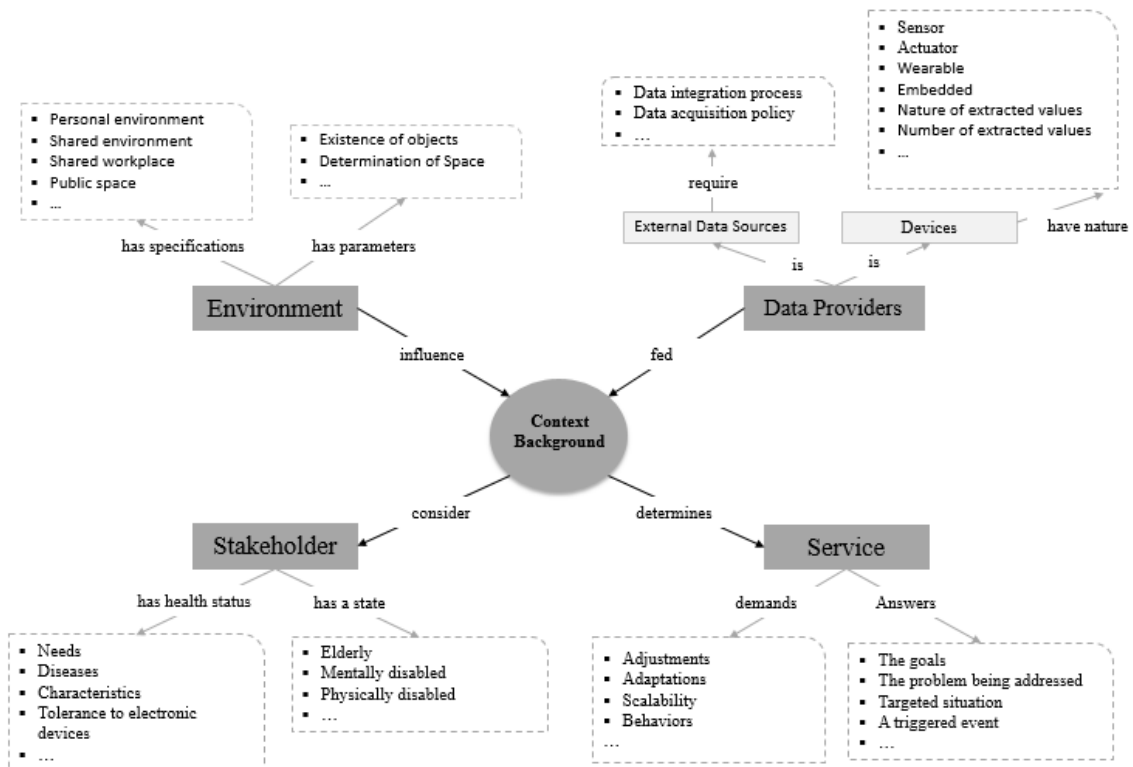 ▪ Sensor
▪ Actuator
▪ Wearable
▪ Embedded
▪ Nature of extracted values
▪ Number of extracted values
▪ ...
▪ Data integration process
▪ Data acquisition policy
▪ …
▪ Personal environment
▪ Shared environment
▪ Shared workplace
▪ Public space
▪ ...
▪ Existence of objects
▪ Determination of Space
▪ ...
require
External Data Sources
Devices
have nature
has specifications
has parameters
is
is
Environment
Data Providers
influence
fed
Context
Background
consider
determines
Stakeholder
Service
has health status
has a state
demands
Answers
▪ Needs
▪ Diseases
▪ Characteristics
▪ Tolerance to electronic
devices
▪ …
▪ Elderly
▪ Mentally disabled
▪ Physically disabled
▪ …
▪ Adjustments
▪ Adaptations
▪ Scalability
▪ Behaviors
…
▪ The goals
▪ The problem being addressed
▪ Targeted situation
▪ A triggered event
▪ …